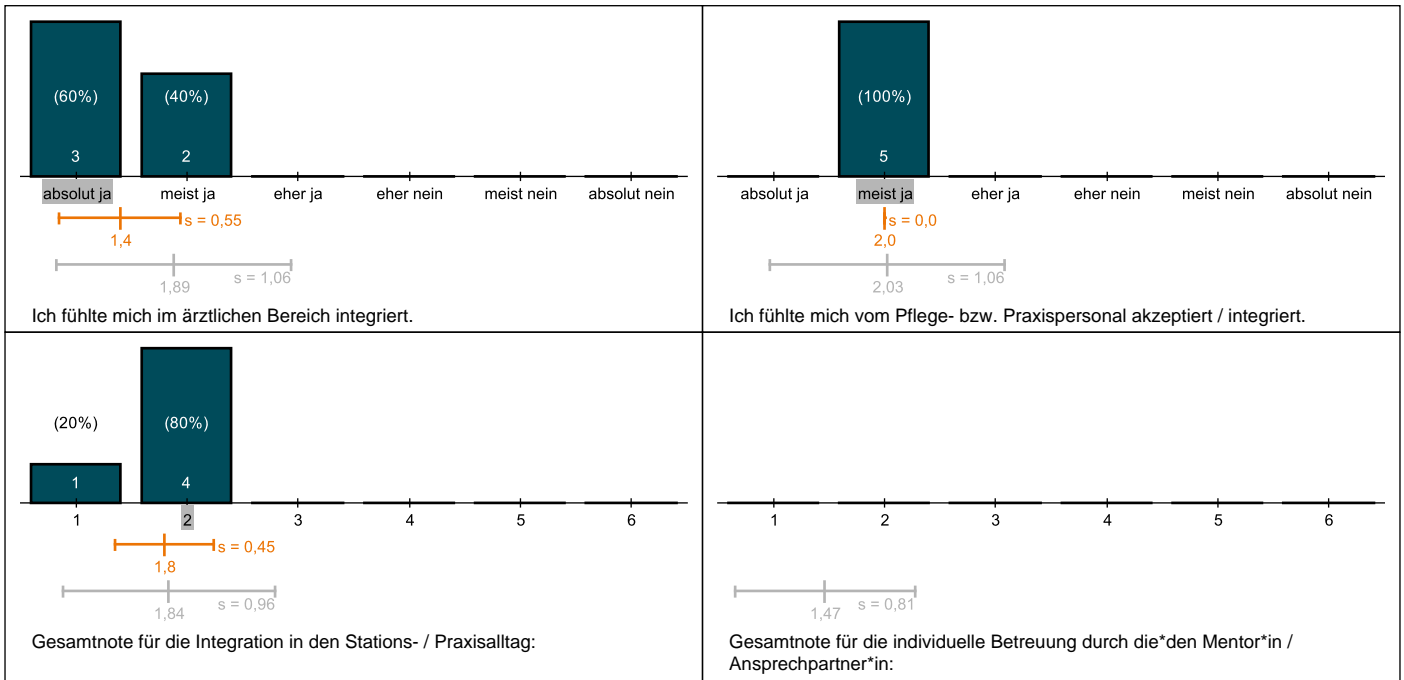 (60%) (40%)
3 2
absolut ja meist ja eher ja eher nein meist nein absolut nein
s = 0,55
1,4
s = 1,06
1,89
Ich fühlte mich im ärztlichen Bereich integriert.
(100%)
5
absolut ja meist ja eher ja eher nein meist nein absolut nein
s = 0,0
2,0
s = 1,06
2,03
Ich fühlte mich vom Pflege- bzw. Praxispersonal akzeptiert / integriert.
(20%) (80%)
1 4
1 2 3 4 5 6
s = 0,45
1,8
s = 0,96
1,84
Gesamtnote für die Integration in den Stations- / Praxisalltag:
1 2 3 4 5 6
s = 0,81
1,47
Gesamtnote für die individuelle Betreuung durch die*den Mentor*in /
Ansprechpartner*in: